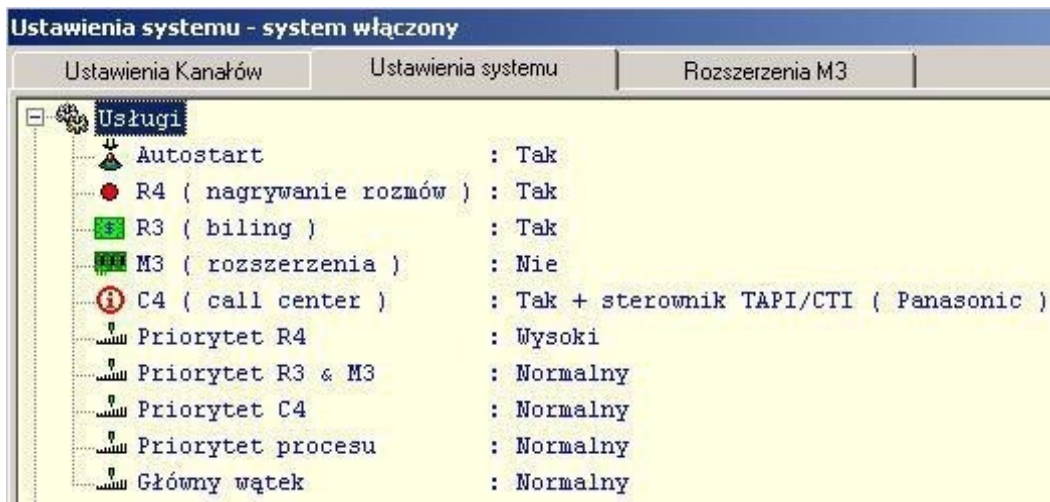 Ustawienia systemu - system włączony
Ustawienia Kanałów Ustawienia systemu Rozszerzenia M3
Usługi
Autostart : Tak
R4 ( nagrywanie rozmów ) : Tak
R3 ( biling ) : Tak
M3 ( rozszerzenia ) : Nie
C4 ( call center ) : Tak + sterownik TAPI/CTI ( Panasonic )
Priorytet R4 : Wysoki
Priorytet R3 & M3 : Normalny
Priorytet C4 : Normalny
Priorytet procesu : Normalny
Główny wątek : Normalny